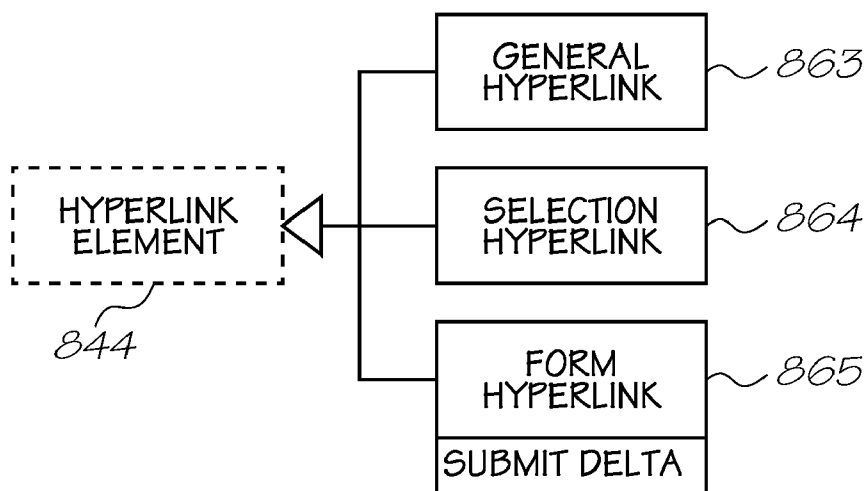 GENERAL
HYPERLINK
863
HYPERLINK
ELEMENT
844
SELECTION
HYPERLINK
864
FORM
HYPERLINK
865
SUBMIT DELTA